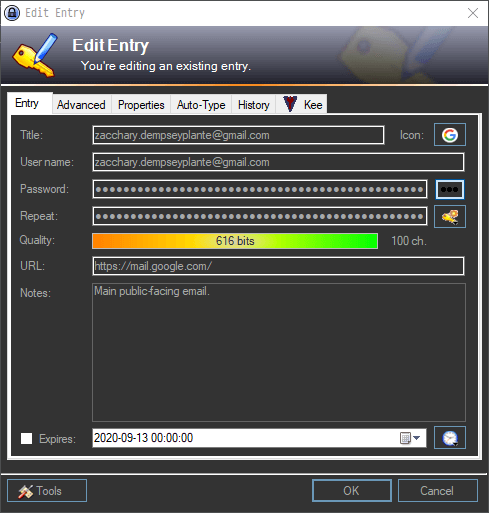 Edit Entry
Edit Entry
You're editing an existing entry.
Entry Advanced Properties Auto-Type History Kee
Title: zacchary.dempseyplante@gmail.com Icon:
User name: zacchary.dempseyplante@gmail.com
Password:
Repeat:
Quality: 616 bits 100 ch.
URL: https://mail.google.com/
Notes: Main public-facing email.
Expires: 2020-09-13 00:00:00
Tools OK Cancel